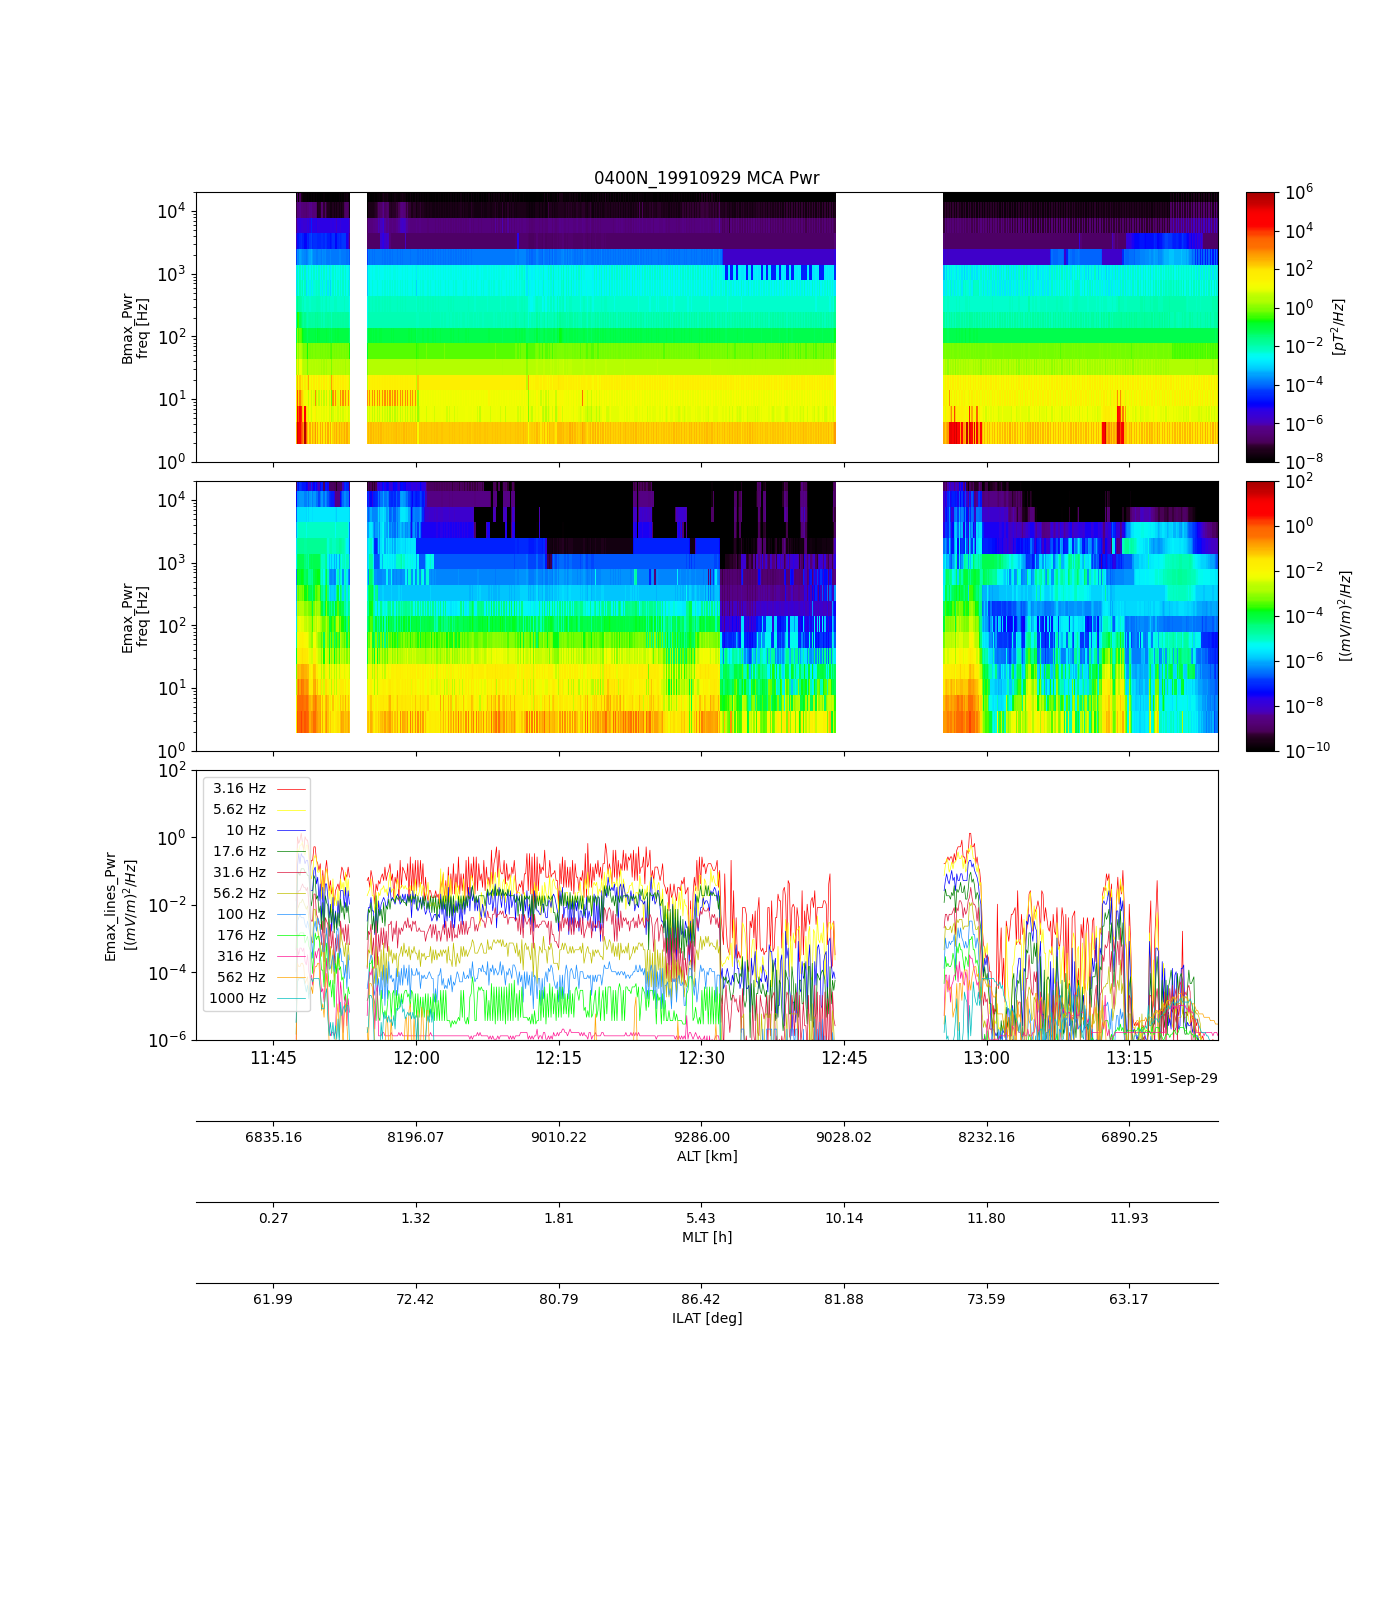 0400N_19910929 MCA Pwr
Bmax_Pwr
freq [Hz]
10^4
10^3
10^2
10^1
10^0
10^6
10^4
10^2
10^0
10^-2
10^-4
10^-6
10^-8
[pT^2/Hz]
Emax_Pwr
freq [Hz]
10^4
10^3
10^2
10^1
10^0
10^2
10^0
10^-2
10^-4
10^-6
10^-8
10^-10
[(mV/m)^2/Hz]
Emax_lines_Pwr
[(mV/m)^2/Hz]
10^2
10^0
10^-2
10^-4
10^-6
3.16 Hz
5.62 Hz
10 Hz
17.6 Hz
31.6 Hz
56.2 Hz
100 Hz
176 Hz
316 Hz
562 Hz
1000 Hz
11:45 12:00 12:15 12:30 12:45 13:00 13:15
1991-Sep-29
6835.16 8196.07 9010.22 9286.00 9028.02 8232.16 6890.25
ALT [km]
0.27 1.32 1.81 5.43 10.14 11.80 11.93
MLT [h]
61.99 72.42 80.79 86.42 81.88 73.59 63.17
ILAT [deg]